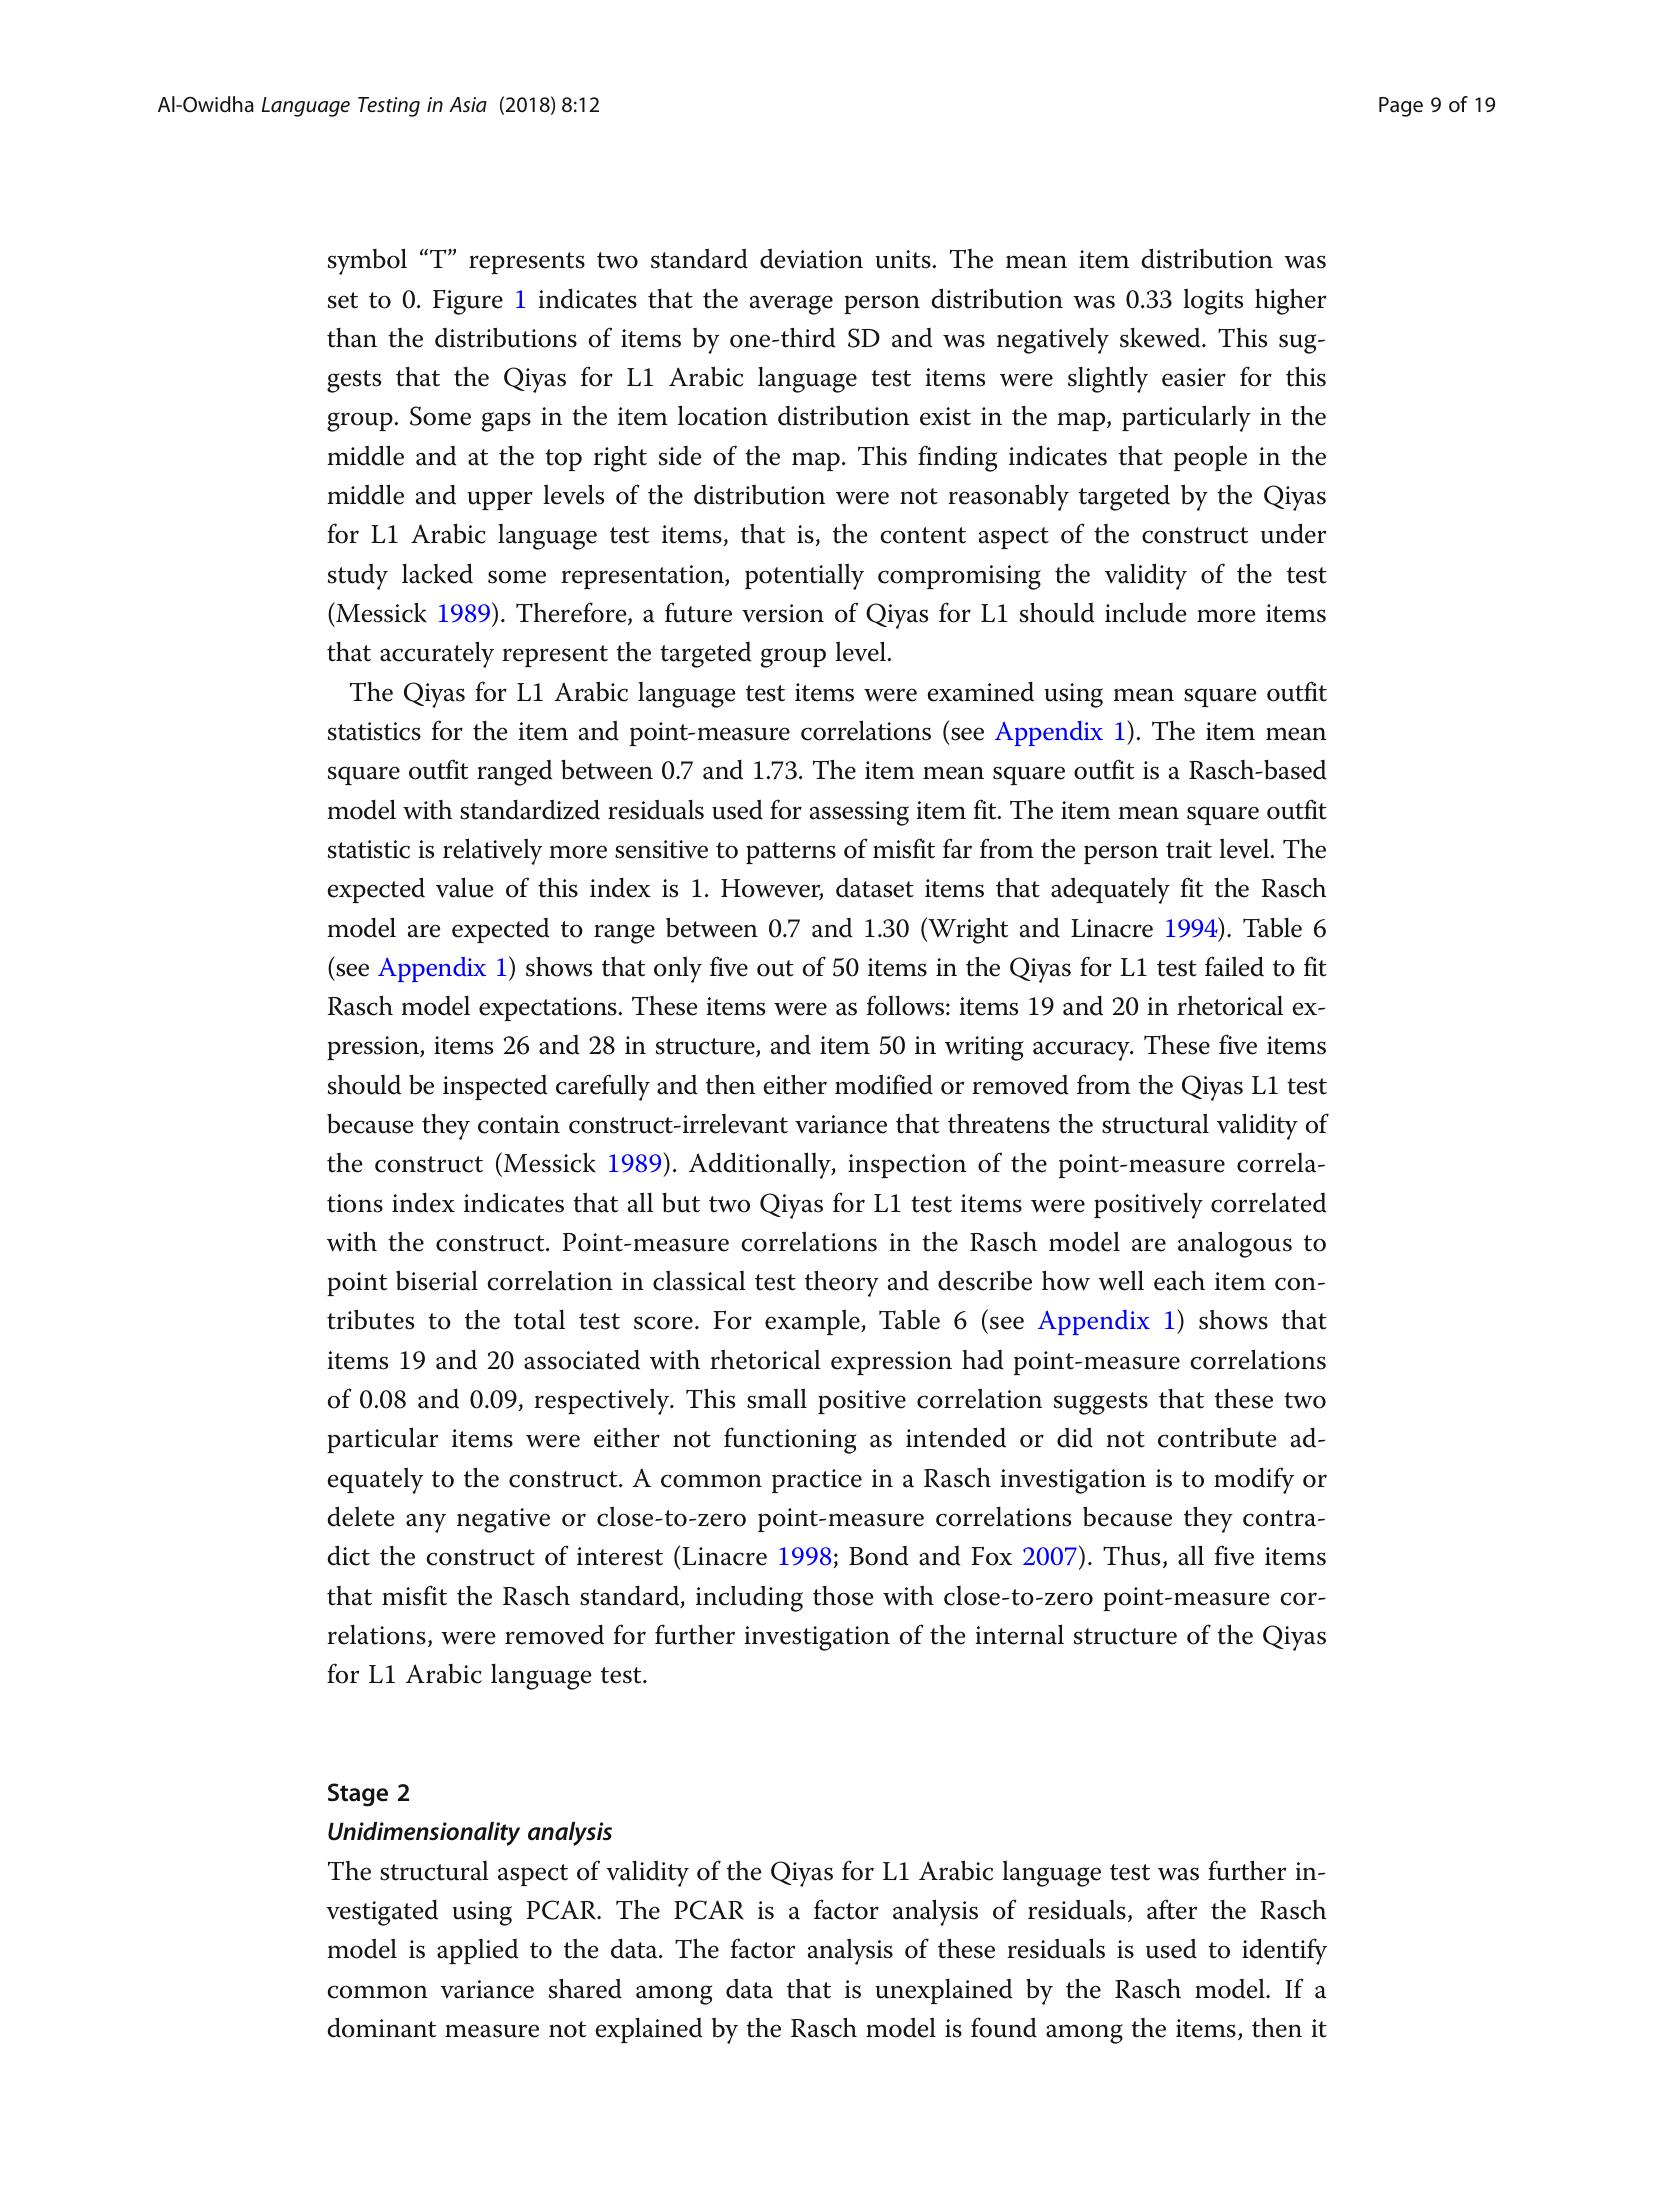 Al-Owidha Language Testing in Asia (2018) 8:12
Page 9 of 19
symbol “T” represents two standard deviation units. The mean item distribution was
set to 0. Figure 1 indicates that the average person distribution was 0.33 logits higher
than the distributions of items by one-third SD and was negatively skewed. This sug-
gests that the Qiyas for L1 Arabic language test items were slightly easier for this
group. Some gaps in the item location distribution exist in the map, particularly in the
middle and at the top right side of the map. This finding indicates that people in the
middle and upper levels of the distribution were not reasonably targeted by the Qiyas
for L1 Arabic language test items, that is, the content aspect of the construct under
study lacked some representation, potentially compromising the validity of the test
(Messick 1989). Therefore, a future version of Qiyas for L1 should include more items
that accurately represent the targeted group level.
The Qiyas for L1 Arabic language test items were examined using mean square outfit
statistics for the item and point-measure correlations (see Appendix 1). The item mean
square outfit ranged between 0.7 and 1.73. The item mean square outfit is a Rasch-based
model with standardized residuals used for assessing item fit. The item mean square outfit
statistic is relatively more sensitive to patterns of misfit far from the person trait level. The
expected value of this index is 1. However, dataset items that adequately fit the Rasch
model are expected to range between 0.7 and 1.30 (Wright and Linacre 1994). Table 6
(see Appendix 1) shows that only five out of 50 items in the Qiyas for L1 test failed to fit
Rasch model expectations. These items were as follows: items 19 and 20 in rhetorical ex-
pression, items 26 and 28 in structure, and item 50 in writing accuracy. These five items
should be inspected carefully and then either modified or removed from the Qiyas L1 test
because they contain construct-irrelevant variance that threatens the structural validity of
the construct (Messick 1989). Additionally, inspection of the point-measure correla-
tions index indicates that all but two Qiyas for L1 test items were positively correlated
with the construct. Point-measure correlations in the Rasch model are analogous to
point biserial correlation in classical test theory and describe how well each item con-
tributes to the total test score. For example, Table 6 (see Appendix 1) shows that
items 19 and 20 associated with rhetorical expression had point-measure correlations
of 0.08 and 0.09, respectively. This small positive correlation suggests that these two
particular items were either not functioning as intended or did not contribute ad-
equately to the construct. A common practice in a Rasch investigation is to modify or
delete any negative or close-to-zero point-measure correlations because they contra-
dict the construct of interest (Linacre 1998; Bond and Fox 2007). Thus, all five items
that misfit the Rasch standard, including those with close-to-zero point-measure cor-
relations, were removed for further investigation of the internal structure of the Qiyas
for L1 Arabic language test.
Stage 2
Unidimensionality analysis
The structural aspect of validity of the Qiyas for L1 Arabic language test was further in-
vestigated using PCAR. The PCAR is a factor analysis of residuals, after the Rasch
model is applied to the data. The factor analysis of these residuals is used to identify
common variance shared among data that is unexplained by the Rasch model. If a
dominant measure not explained by the Rasch model is found among the items, then it